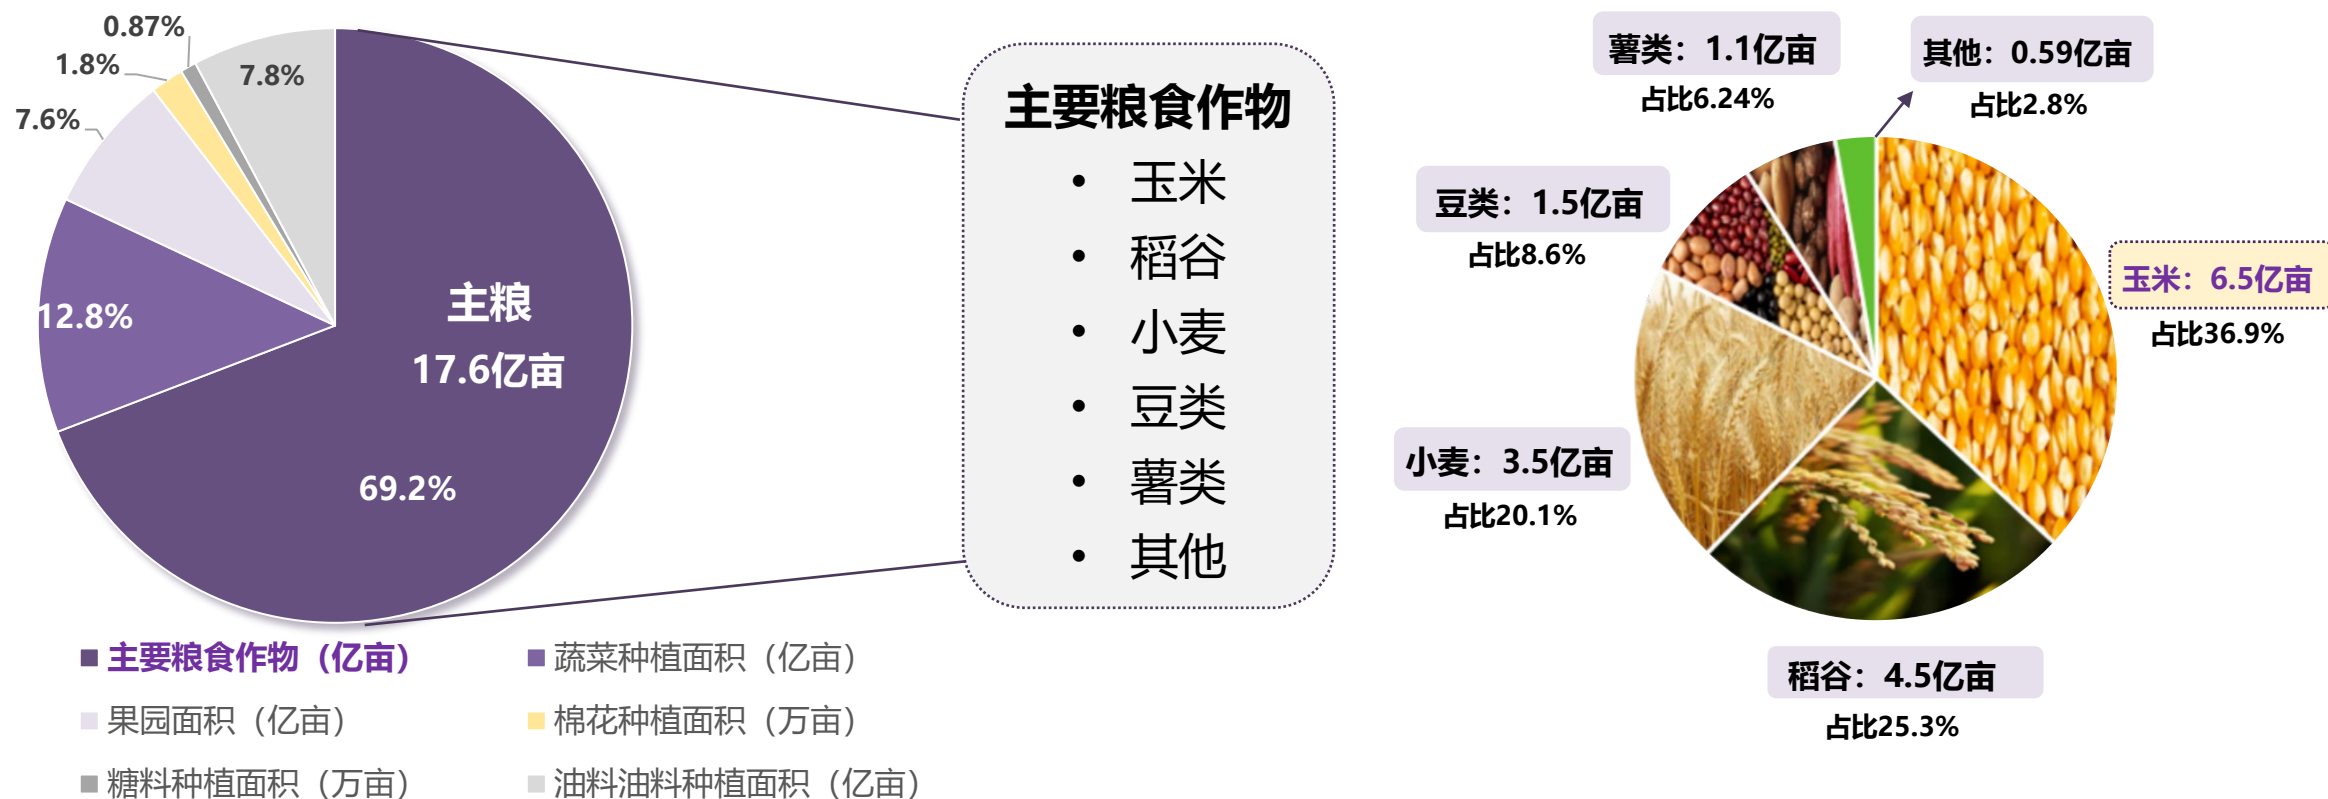 0.87%
1.8%
7.6%
7.8%
12.8%
主粮
17.6亿亩
69.2%
主要粮食作物（亿亩）
蔬菜种植面积（亿亩）
果园面积（亿亩）
棉花种植面积（万亩）
糖料种植面积（万亩）
油料油料种植面积（亿亩）
主要粮食作物
• 玉米
• 稻谷
• 小麦
• 豆类
• 薯类
• 其他
薯类：1.1亿亩
占比6.24%
其他：0.59亿亩
占比2.8%
豆类：1.5亿亩
占比8.6%
玉米：6.5亿亩
占比36.9%
小麦：3.5亿亩
占比20.1%
稻谷：4.5亿亩
占比25.3%